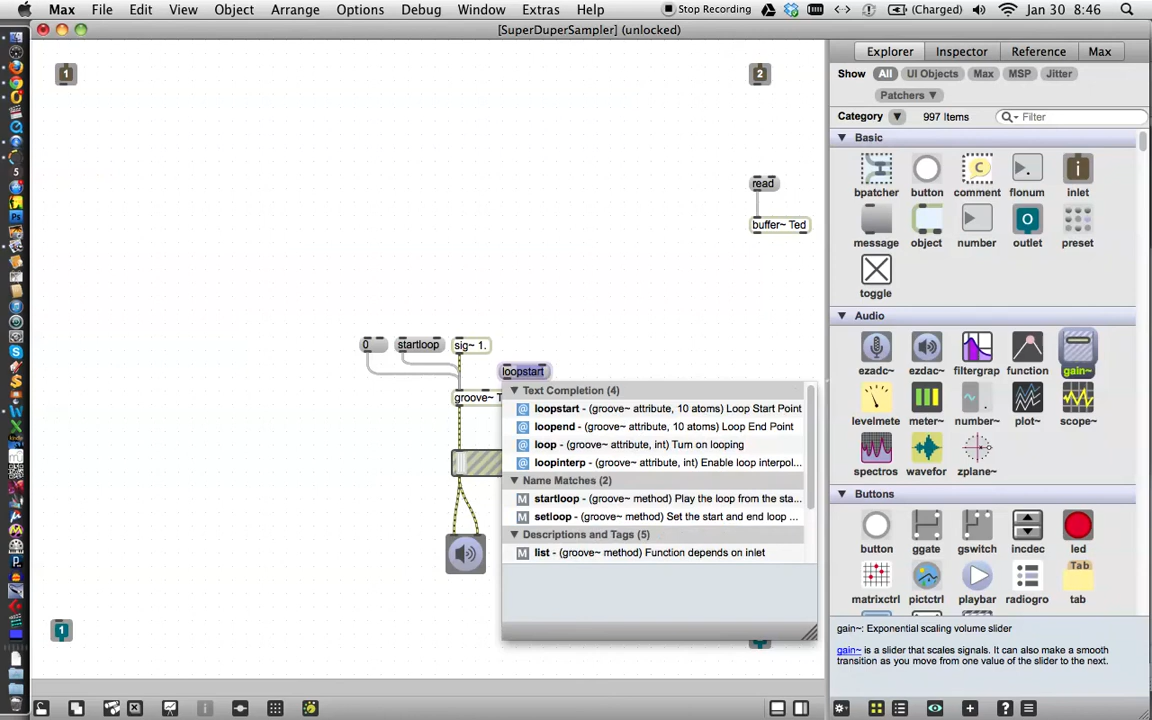 Max File Edit View Object Arrange Options Debug Window Extras Help Stop Recording (Charged) Jan 30 8:46
[SuperDuperSampler] (unlocked)
Explorer Inspector Reference Max
1
2
Show All UI Objects Max MSP Jitter
Patchers ▼
Category ▼ 997 Items Filter
▼ Basic
bpatcher button comment flonum inlet
message object number outlet preset
toggle
read
buffer~ Ted
▼ Audio
ezadc~ ezdac~ filtergrap function gain~
levelmete meter~ number~ plot~ scope~
spectros wavefor zplane~
0 startloop sig~ 1.
loopstart
groove~ T
▼ Text Completion (4)
loopstart - (groove~ attribute, 10 atoms) Loop Start Point
loopend - (groove~ attribute, 10 atoms) Loop End Point
loop - (groove~ attribute, int) Turn on looping
loopinterp - (groove~ attribute, int) Enable loop interpol...
▼ Name Matches (2)
startloop - (groove~ method) Play the loop from the sta...
setloop - (groove~ method) Set the start and end loop ...
▼ Descriptions and Tags (5)
list - (groove~ method) Function depends on inlet
▼ Buttons
button ggate gswitch incdec led
Tab
matrixctrl pictctrl playbar radiogro tab
1
gain~: Exponential scaling volume slider
gain~ is a slider that scales signals. It can also make a smooth
transition as you move from one value of the slider to the next.